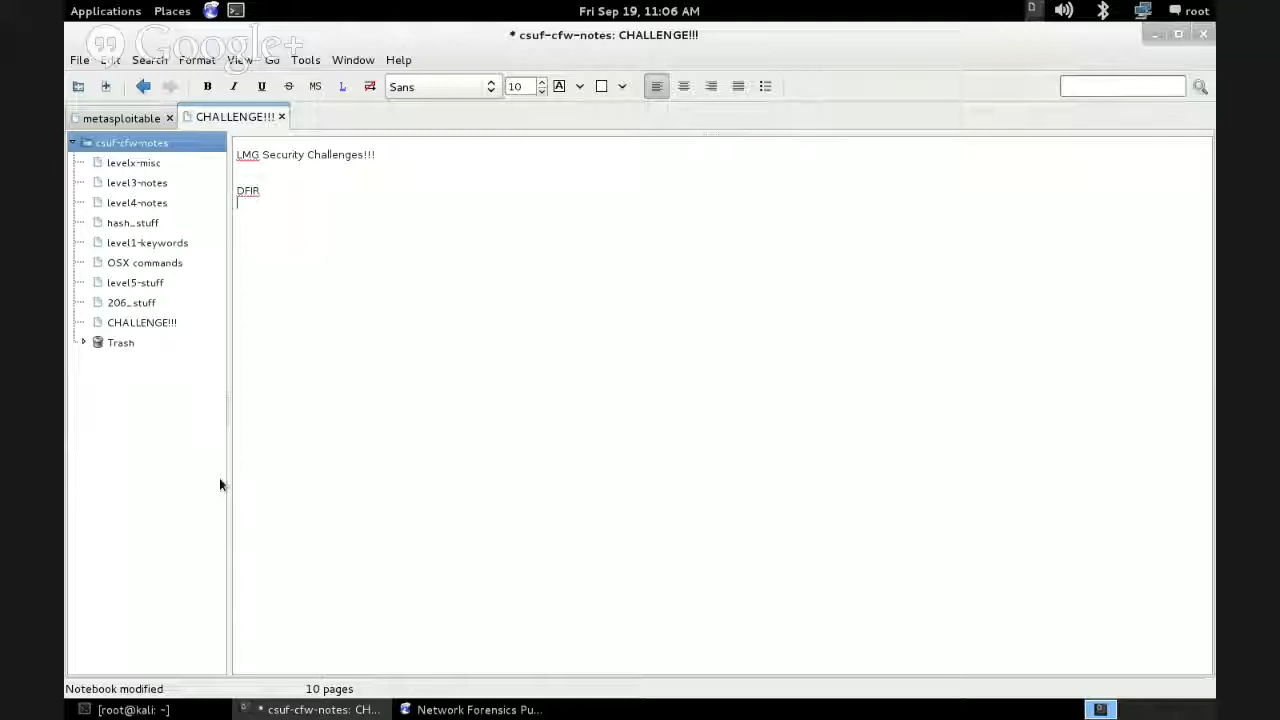 Applications Places Fri Sep 19, 11:06 AM root
* csuf-cfw-notes: CHALLENGE!!!
Google+
File Edit Search Format View Go Tools Window Help
B I U S MS L Sans 10 A
metasploitable CHALLENGE!!!
csuf-cfw-notes
levelx-misc
level3-notes
level4-notes
hash_stuff
level1-keywords
OSX commands
level5-stuff
206_stuff
CHALLENGE!!!
Trash
LMG Security Challenges!!!
DFIR
Notebook modified 10 pages
[root@kali: ~] * csuf-cfw-notes: CH... Network Forensics Pu...